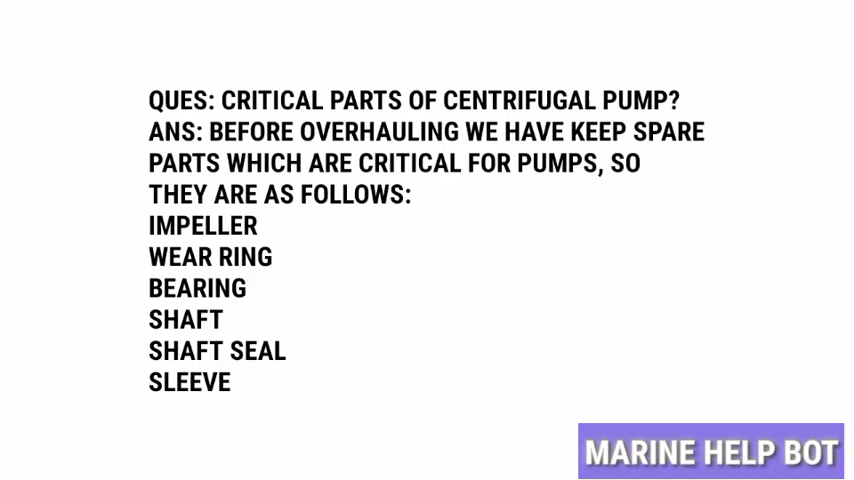 QUES: CRITICAL PARTS OF CENTRIFUGAL PUMP?
ANS: BEFORE OVERHAULING WE HAVE KEEP SPARE
PARTS WHICH ARE CRITICAL FOR PUMPS, SO
THEY ARE AS FOLLOWS:
IMPELLER
WEAR RING
BEARING
SHAFT
SHAFT SEAL
SLEEVE
MARINE HELP BOT